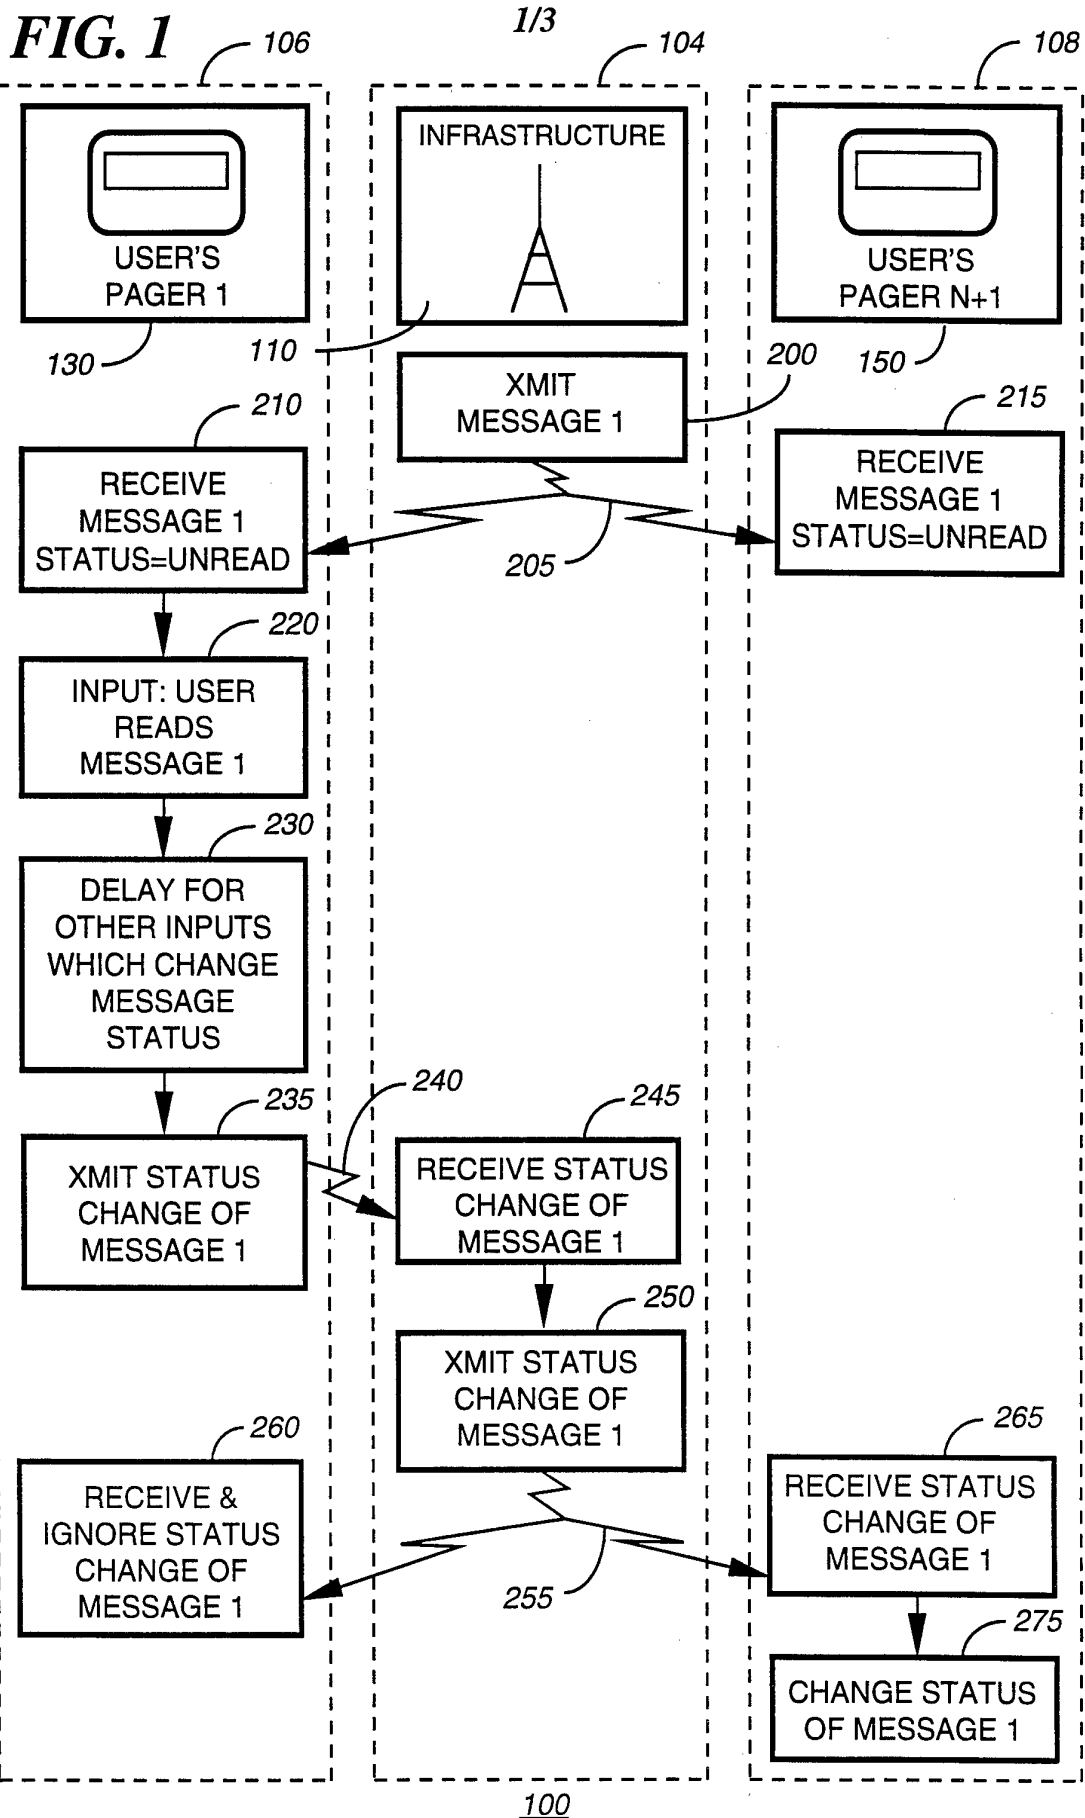 FIG. 1
1/3
106
104
108
USER'S
PAGER 1
130
INFRASTRUCTURE
110
USER'S
PAGER N+1
150
XMIT
MESSAGE 1
200
210
RECEIVE
MESSAGE 1
STATUS=UNREAD
205
215
RECEIVE
MESSAGE 1
STATUS=UNREAD
220
INPUT: USER
READS
MESSAGE 1
230
DELAY FOR
OTHER INPUTS
WHICH CHANGE
MESSAGE
STATUS
235
XMIT STATUS
CHANGE OF
MESSAGE 1
240
245
RECEIVE STATUS
CHANGE OF
MESSAGE 1
250
XMIT STATUS
CHANGE OF
MESSAGE 1
255
260
RECEIVE &
IGNORE STATUS
CHANGE OF
MESSAGE 1
265
RECEIVE STATUS
CHANGE OF
MESSAGE 1
275
CHANGE STATUS
OF MESSAGE 1
100